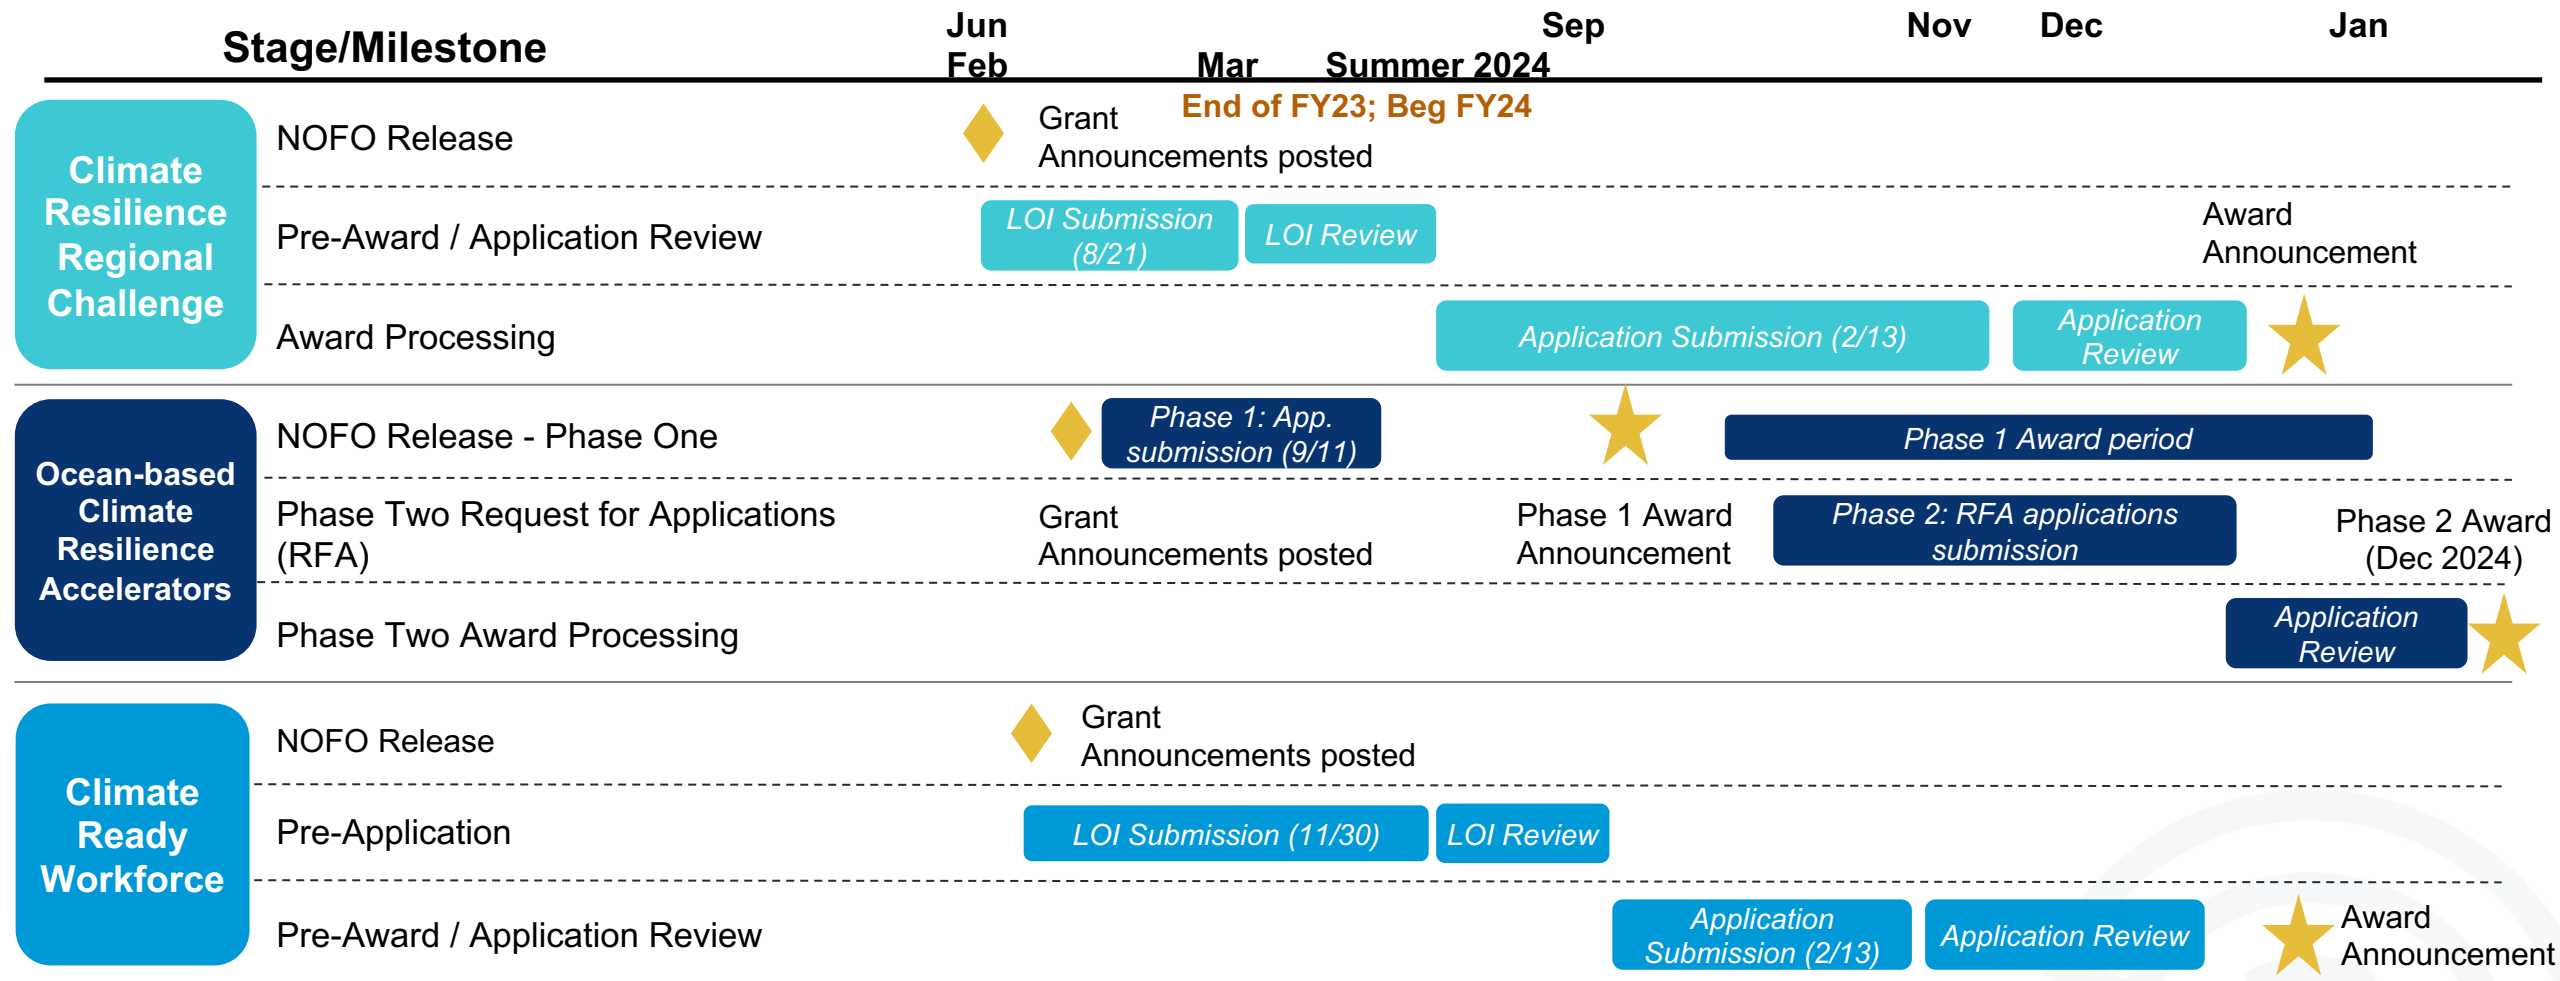 Stage/Milestone
Jun Sep Nov Dec Jan
Feb Mar Summer 2024
End of FY23; Beg FY24
Climate
Resilience
Regional
Challenge
NOFO Release
Grant
Announcements posted
Pre-Award / Application Review
LOI Submission
(8/21)
LOI Review
Award
Announcement
Award Processing
Application Submission (2/13)
Application
Review
Ocean-based
Climate
Resilience
Accelerators
NOFO Release - Phase One
Phase 1: App.
submission (9/11)
Phase 1 Award period
Phase Two Request for Applications
(RFA)
Grant
Announcements posted
Phase 1 Award
Announcement
Phase 2: RFA applications
submission
Phase 2 Award
(Dec 2024)
Phase Two Award Processing
Application
Review
Climate
Ready
Workforce
NOFO Release
Grant
Announcements posted
Pre-Application
LOI Submission (11/30)
LOI Review
Pre-Award / Application Review
Application
Submission (2/13)
Application Review
Award
Announcement